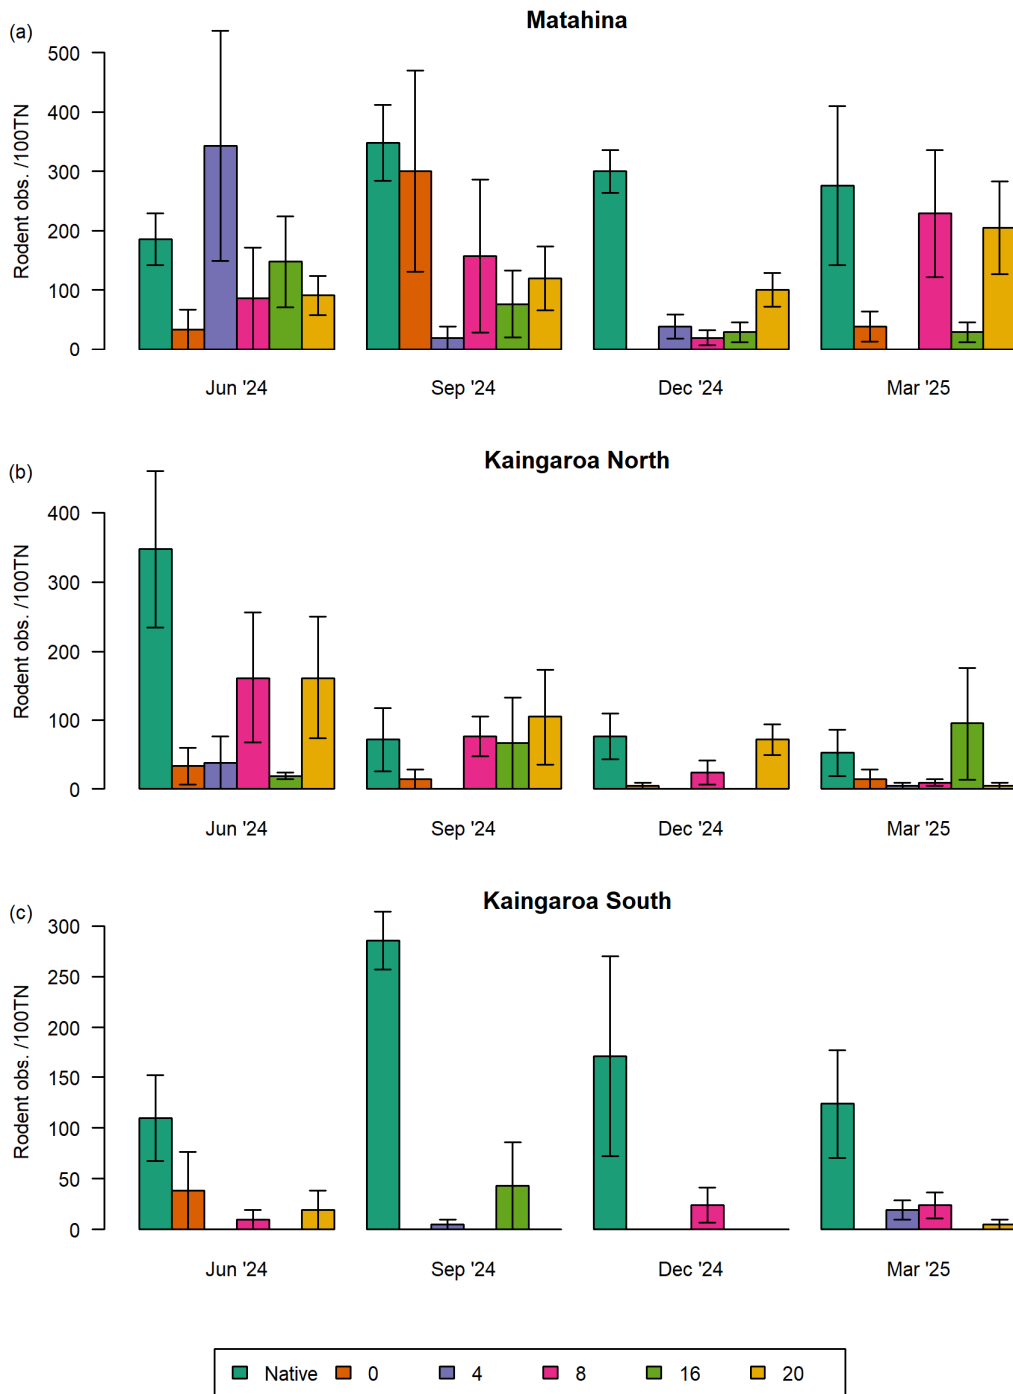 (a)
Matahina
Rodent obs. /100TN
500
400
300
200
100
0
Jun '24 Sep '24 Dec '24 Mar '25
(b)
Kaingaroa North
Rodent obs. /100TN
400
300
200
100
0
Jun '24 Sep '24 Dec '24 Mar '25
(c)
Kaingaroa South
Rodent obs. /100TN
300
250
200
150
100
50
0
Jun '24 Sep '24 Dec '24 Mar '25
Native 0 4 8 16 20